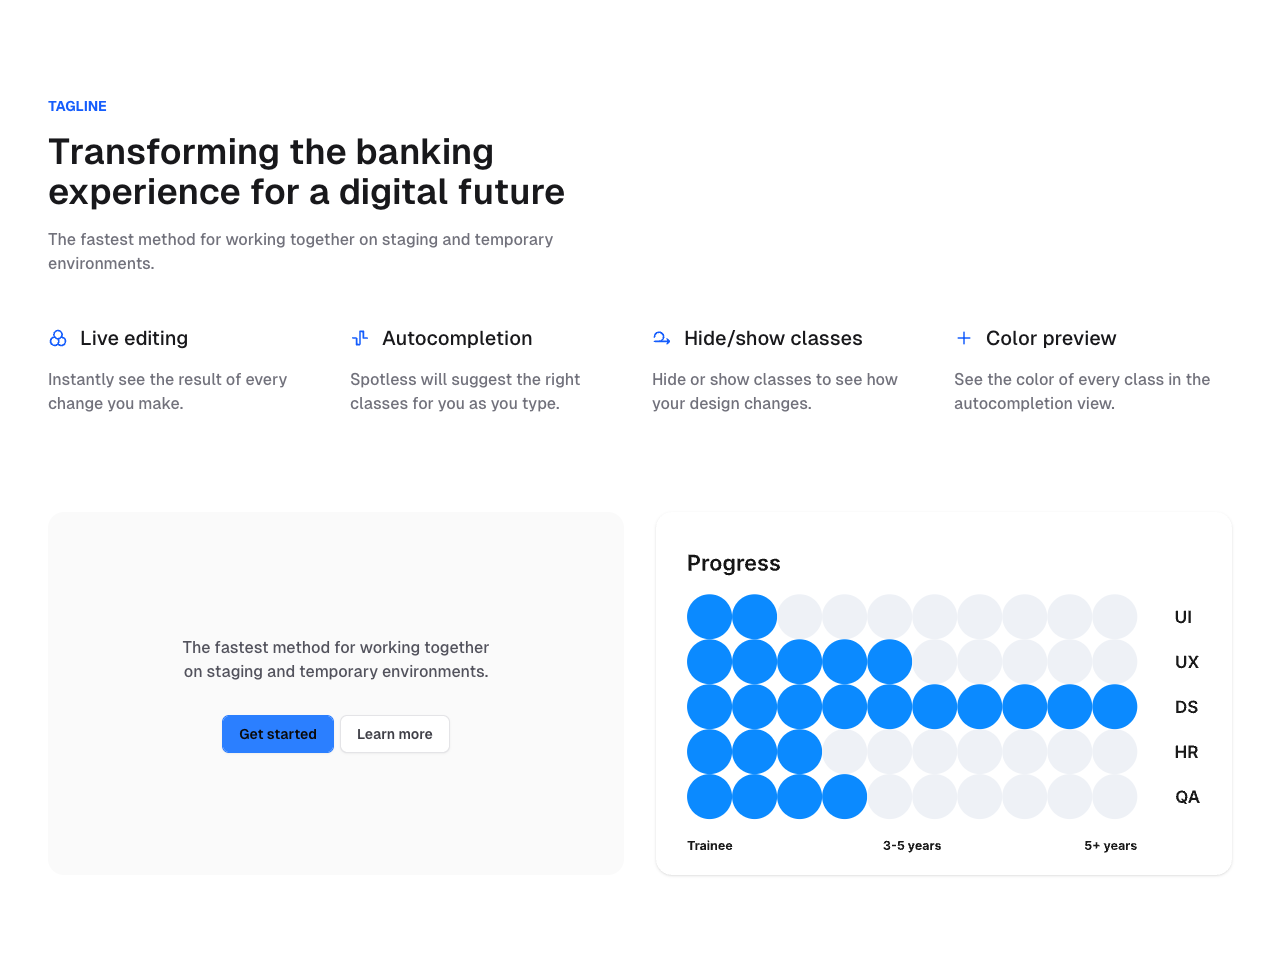 TAGLINE
Transforming the banking
experience for a digital future
The fastest method for working together on staging and temporary
environments.
Live editing
Instantly see the result of every
change you make.
Autocompletion
Spotless will suggest the right
classes for you as you type.
Hide/show classes
Hide or show classes to see how
your design changes.
Color preview
See the color of every class in the
autocompletion view.
The fastest method for working together
on staging and temporary environments.
Get started
Learn more
Progress
UI
UX
DS
HR
QA
Trainee
3-5 years
5+ years